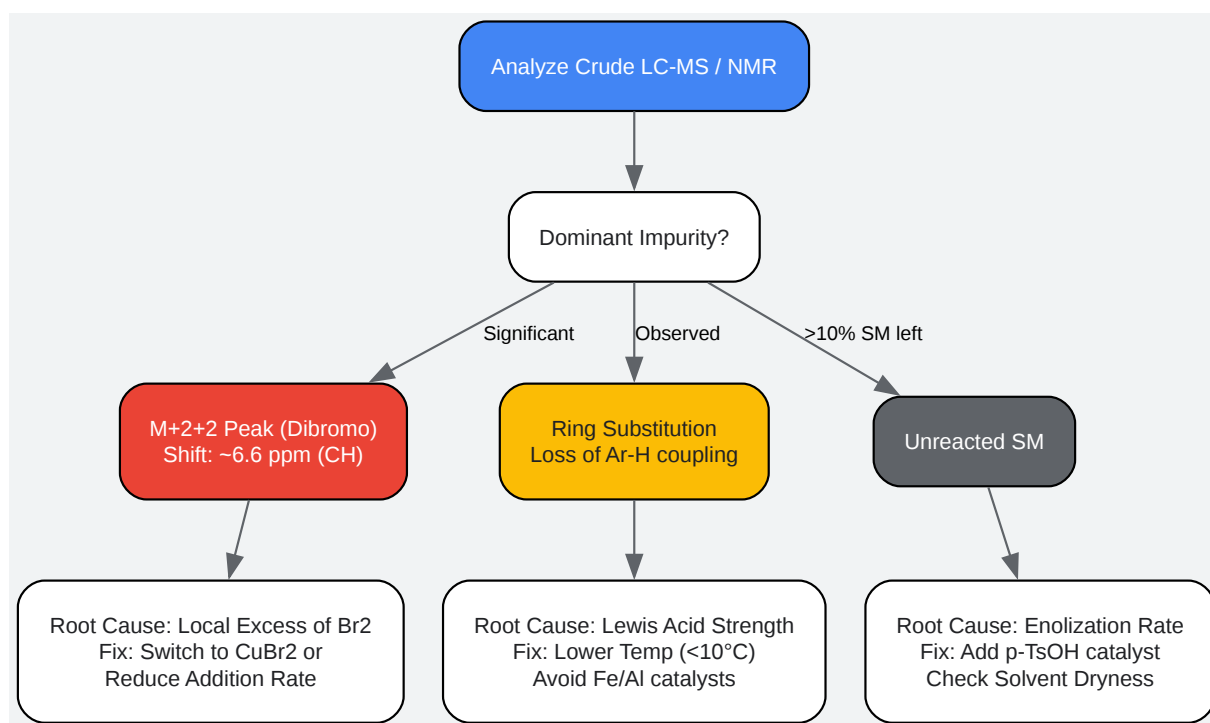 Analyze Crude LC-MS / NMR
Dominant Impurity?
Significant
Observed
>10% SM left
M+2+2 Peak (Dibromo)
Shift: ~6.6 ppm (CH)
Ring Substitution
Loss of Ar-H coupling
Unreacted SM
Root Cause: Local Excess of Br2
Fix: Switch to CuBr2 or
Reduce Addition Rate
Root Cause: Lewis Acid Strength
Fix: Lower Temp (<10°C)
Avoid Fe/Al catalysts
Root Cause: Enolization Rate
Fix: Add p-TsOH catalyst
Check Solvent Dryness